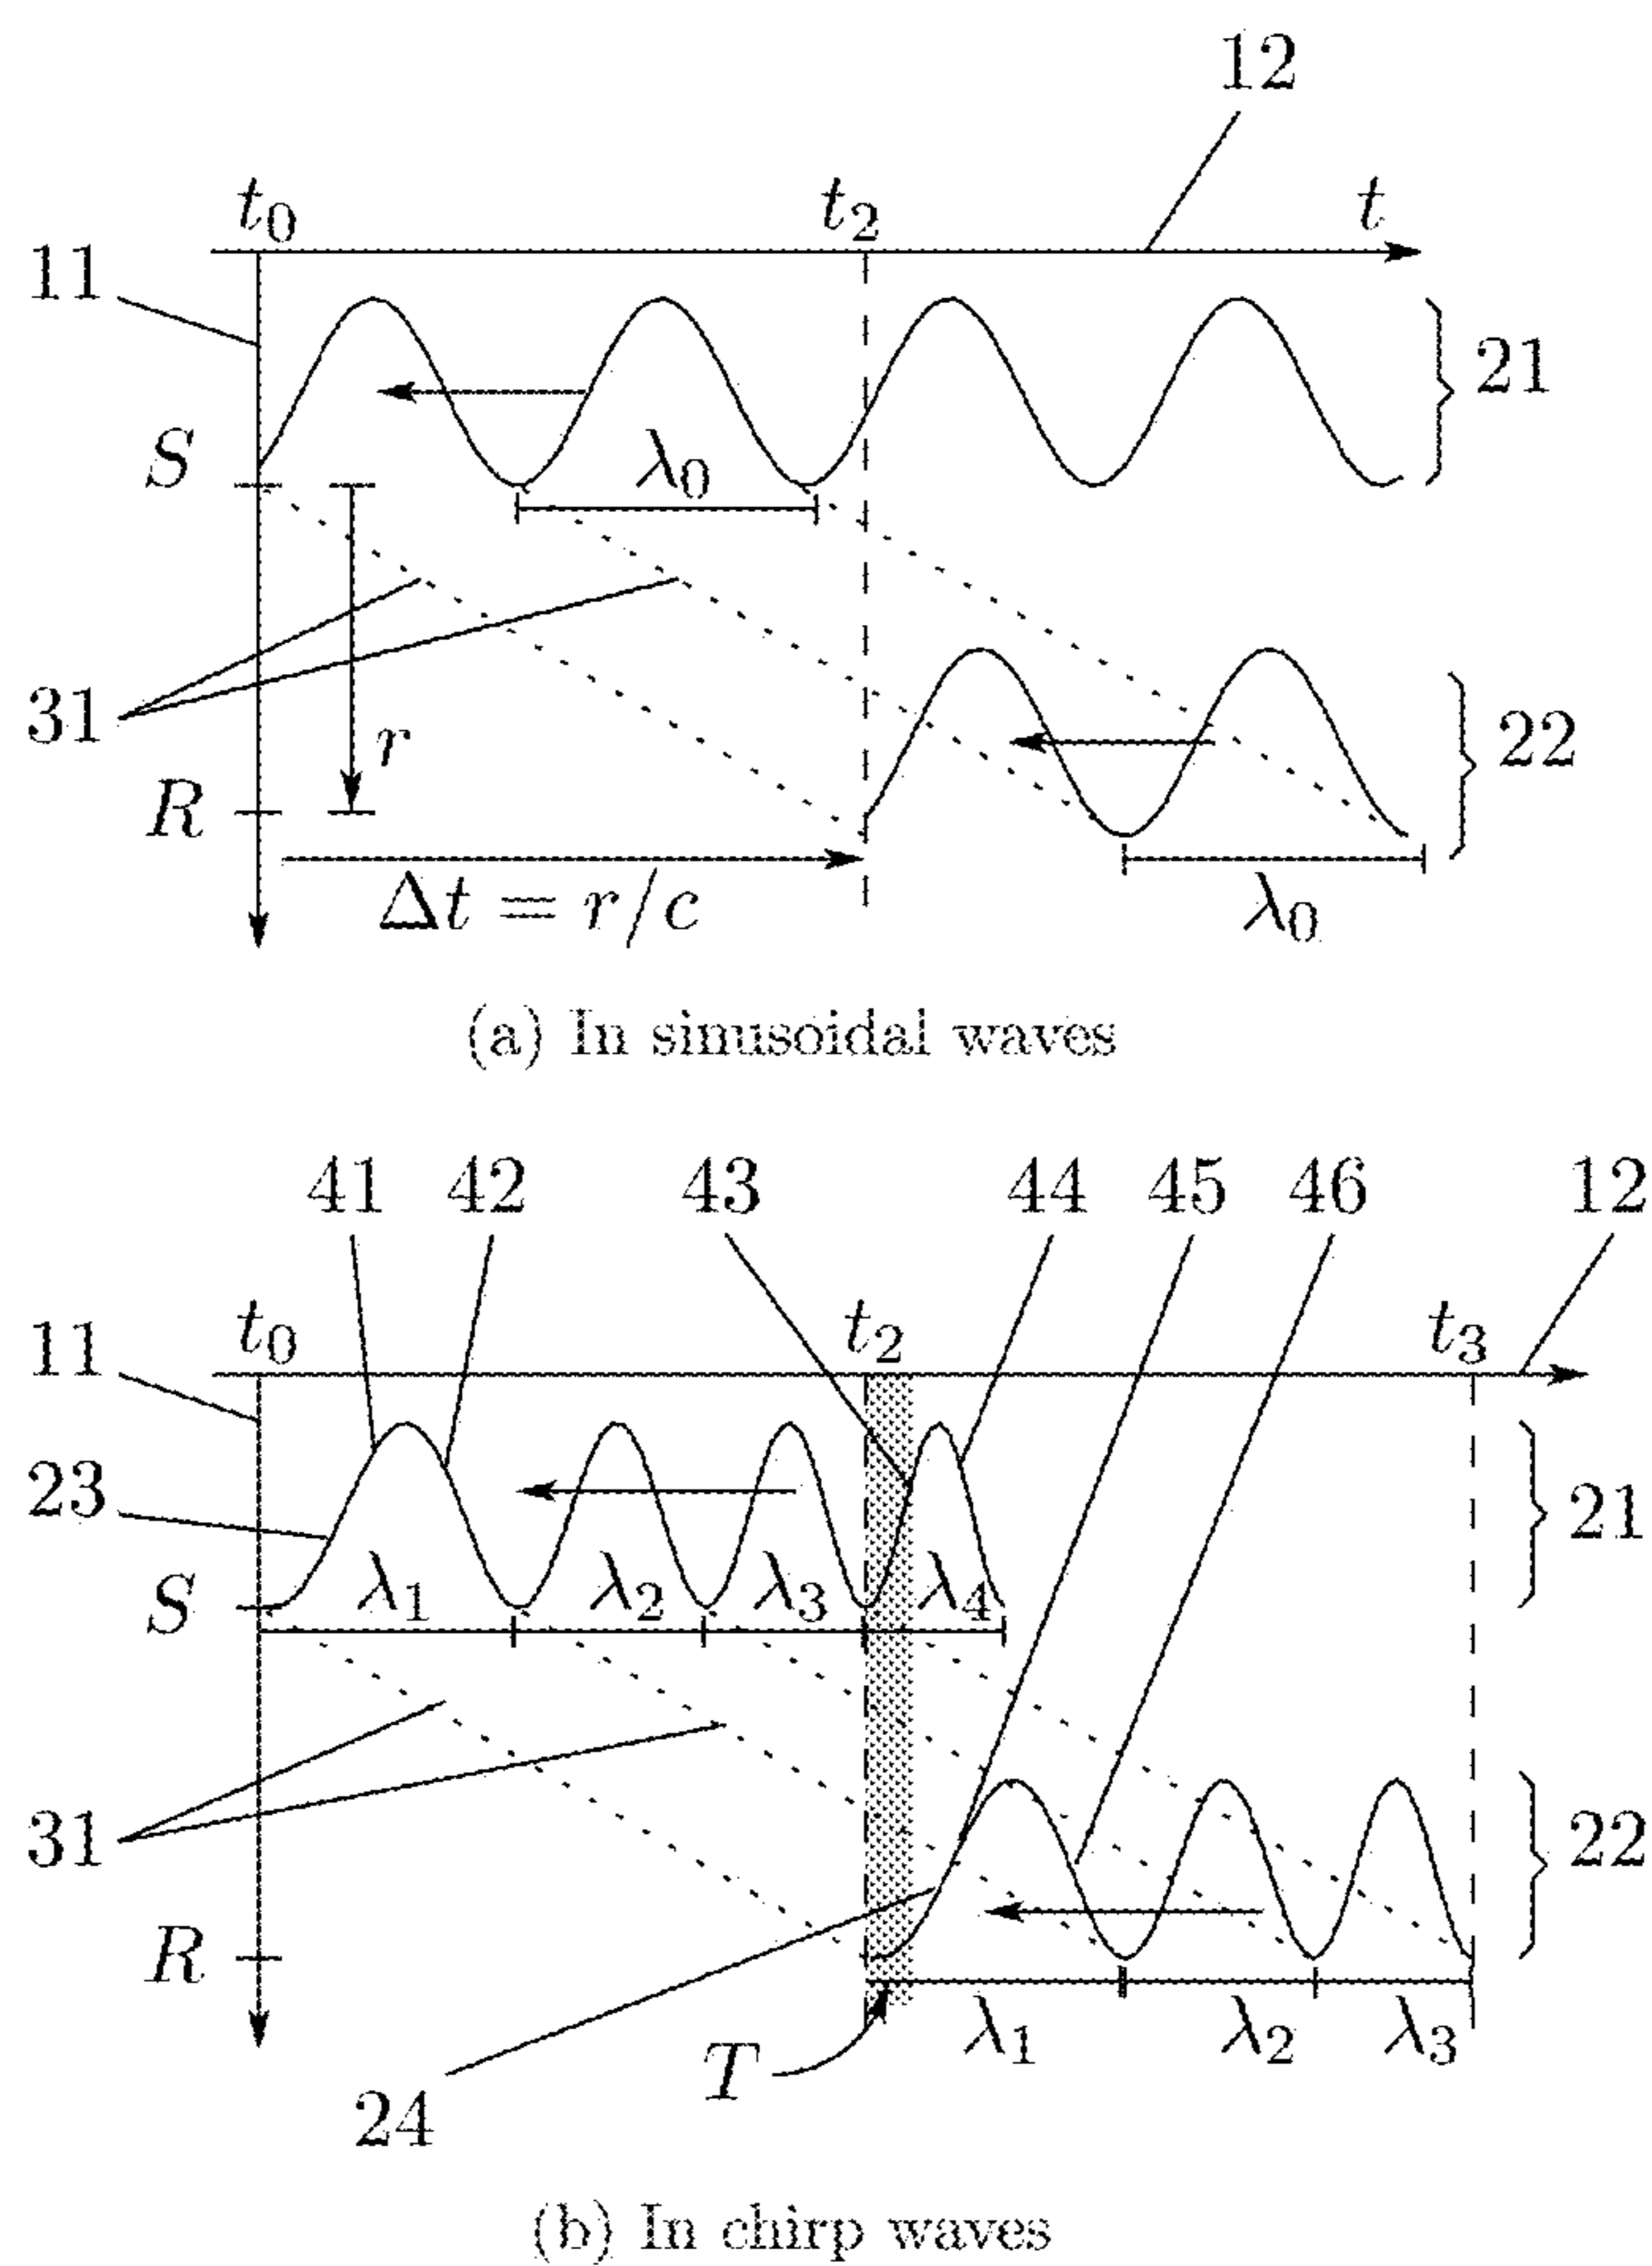 12
t₀ t₂ t
11
21
S λ₀
31 r 22
R
Δt = r/c λ₀
(a) In sinusoidal waves
41 42 43 44 45 46 12
t₀ t₂ t₃
11
23 21
S λ₁ λ₂ λ₃ λ₄
31 22
R
T λ₁ λ₂ λ₃
24
(b) In chirp waves